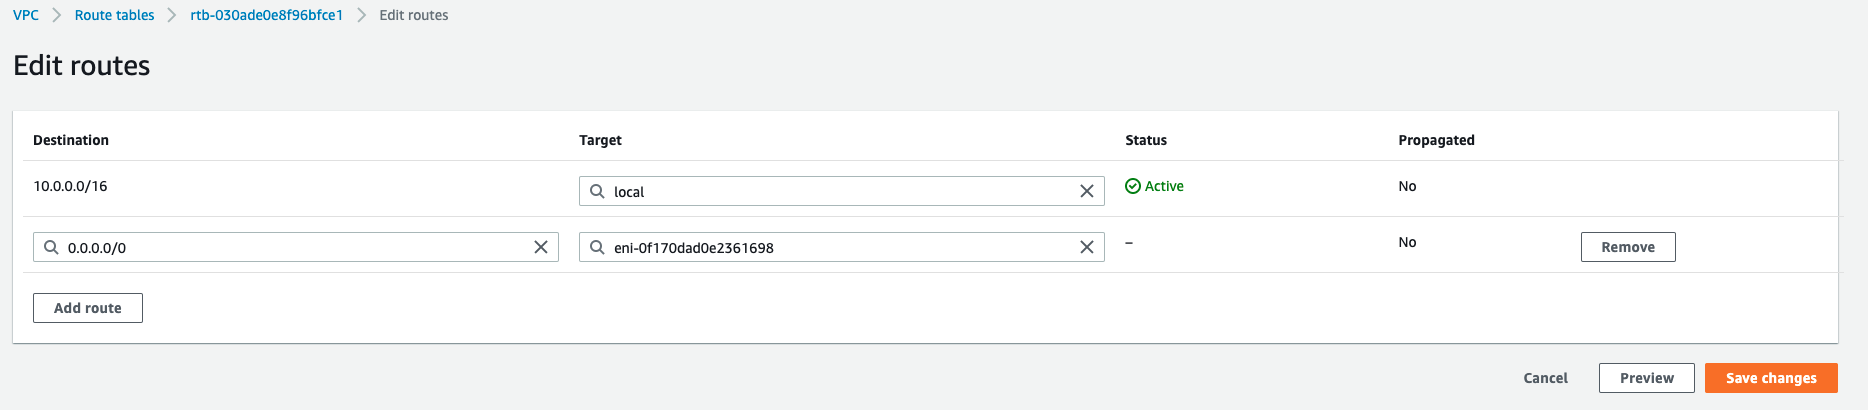 VPC > Route tables > rtb-030ade0e8f96bfce1 > Edit routes
Edit routes
Destination Target Status Propagated
10.0.0.0/16 local Active No
0.0.0.0/0 eni-0f170dad0e2361698 – No Remove
Add route
Cancel Preview Save changes